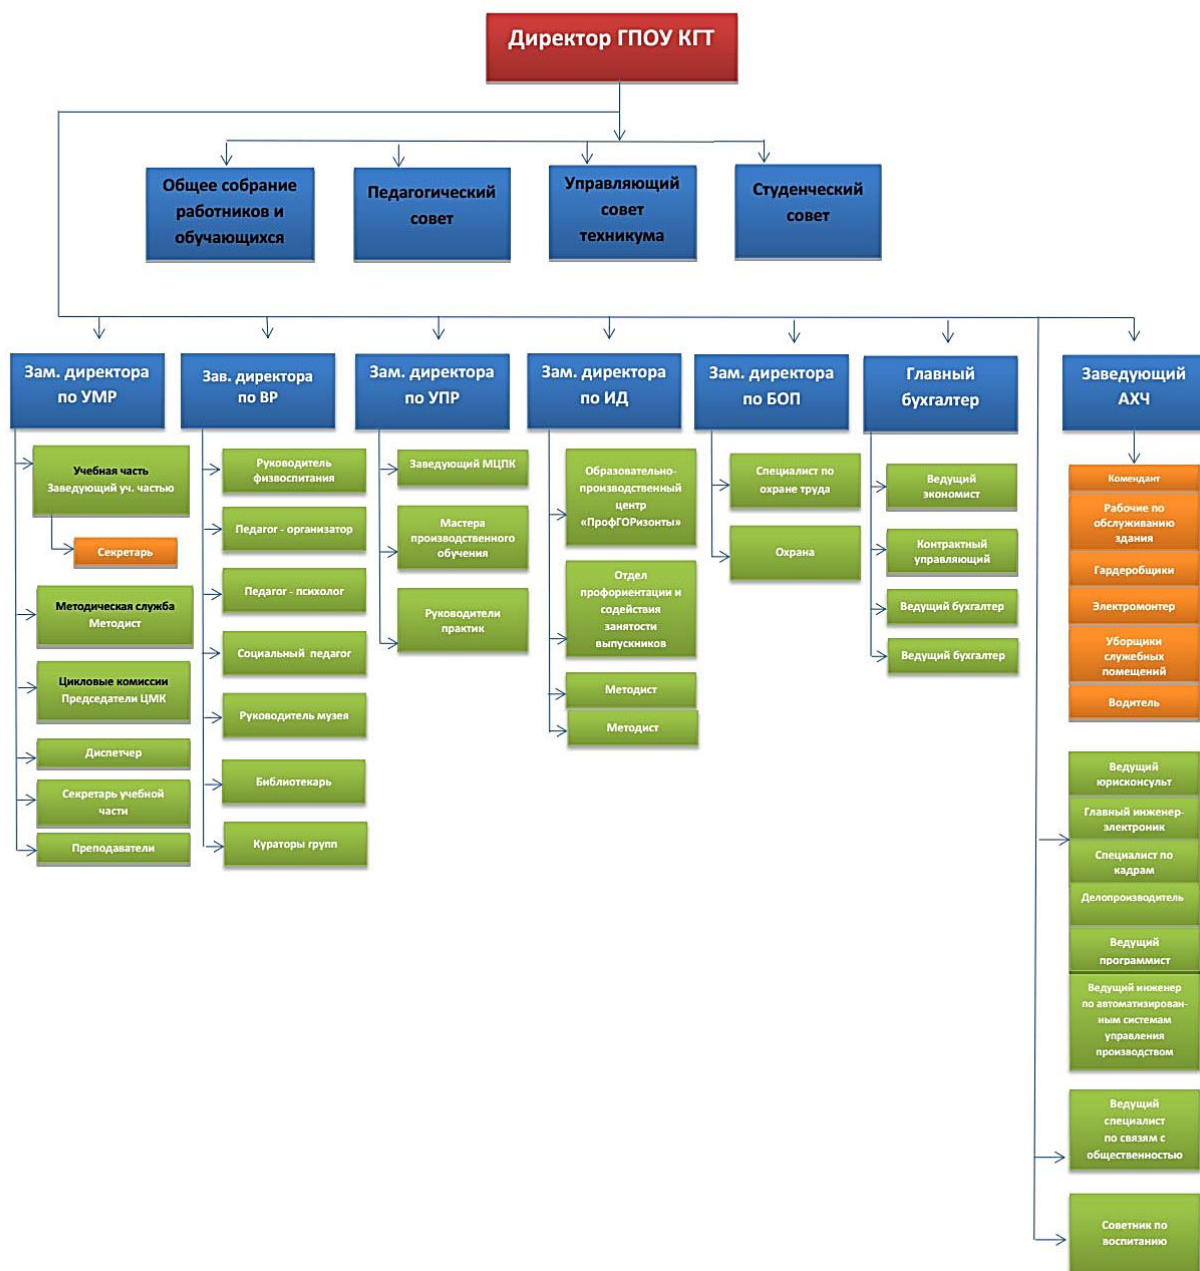 Директор ГПОУ КГТ
Общее собрание
работников и
обучающихся
Педагогический
совет
Управляющий
совет
техникума
Студенческий
совет
Зам. директора
по УМР
Зав. директора
по ВР
Зам. директора
по УПР
Зам. директора
по ИД
Зам. директора
по БОП
Главный
бухгалтер
Заведующий
АХЧ
Учебная часть
Заведующий уч. частью
Секретарь
Методическая служба
Методист
Цикловые комиссии
Председатели ЦМК
Диспетчер
Секретарь учебной
части
Преподаватели
Руководитель
физвоспитания
Педагог - организатор
Педагог - психолог
Социальный педагог
Руководитель музея
Библиотекарь
Кураторы групп
Заведующий МЦПК
Мастера
производственного
обучения
Руководители
практик
Образовательно-
производственный
центр
«ПрофГОРизонты»
Отдел
профориентации и
содействия
занятости
выпускников
Методист
Методист
Специалист по
охране труда
Охрана
Ведущий
экономист
Контрактный
управляющий
Ведущий бухгалтер
Ведущий бухгалтер
Комендант
Рабочие по
обслуживанию
здания
Гардеробщики
Электромонтер
Уборщики
служебных
помещений
Водитель
Ведущий
юрисконсульт
Главный инженер-
электроник
Специалист по
кадрам
Делопроизводитель
Ведущий
программист
Ведущий инженер
по автоматизирован-
ным системам
управления
производством
Ведущий
специалист
по связям с
общественностью
Советник по
воспитанию